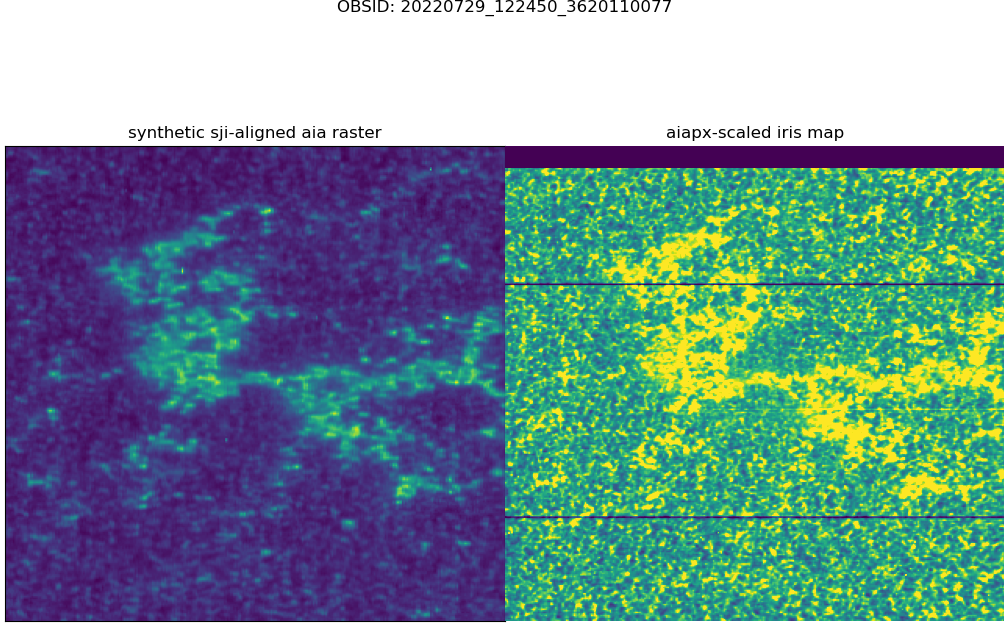 OBSID: 20220729_122450_3620110077
synthetic sji-aligned aia raster
aiapx-scaled iris map